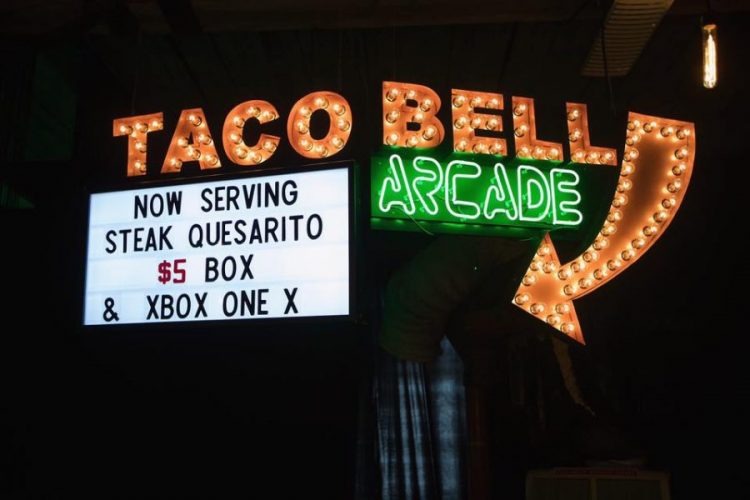 TACO BELL
ARCADE
NOW SERVING
STEAK QUESARITO
$5 BOX
& XBOX ONE X